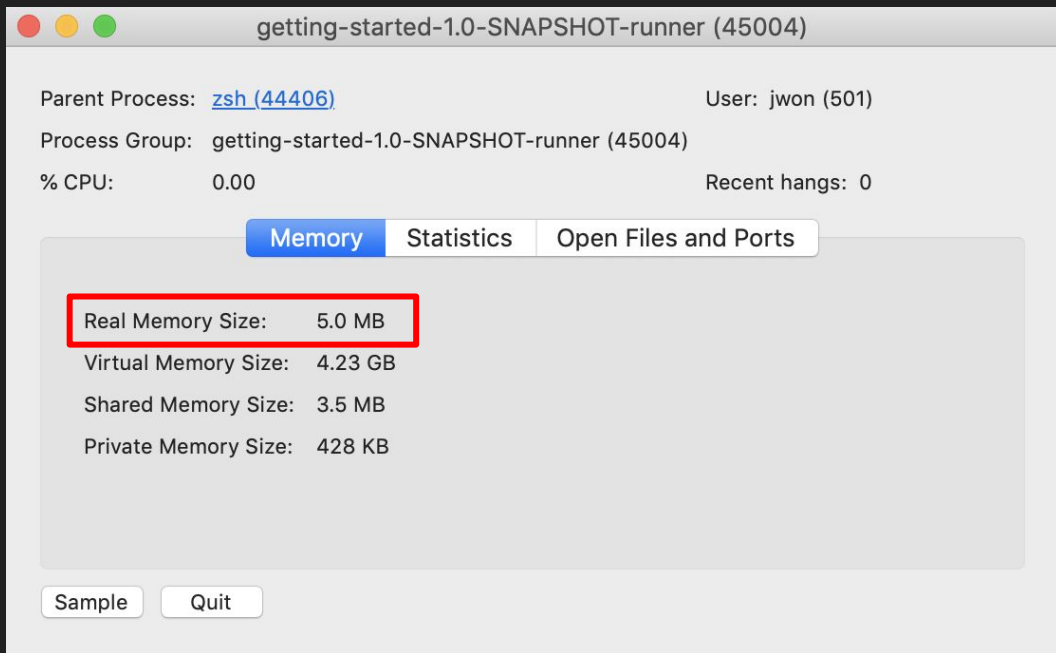 getting-started-1.0-SNAPSHOT-runner (45004)
Parent Process: zsh (44406) User: jwon (501)
Process Group: getting-started-1.0-SNAPSHOT-runner (45004)
% CPU: 0.00 Recent hangs: 0
Memory Statistics Open Files and Ports
Real Memory Size: 5.0 MB
Virtual Memory Size: 4.23 GB
Shared Memory Size: 3.5 MB
Private Memory Size: 428 KB
Sample Quit